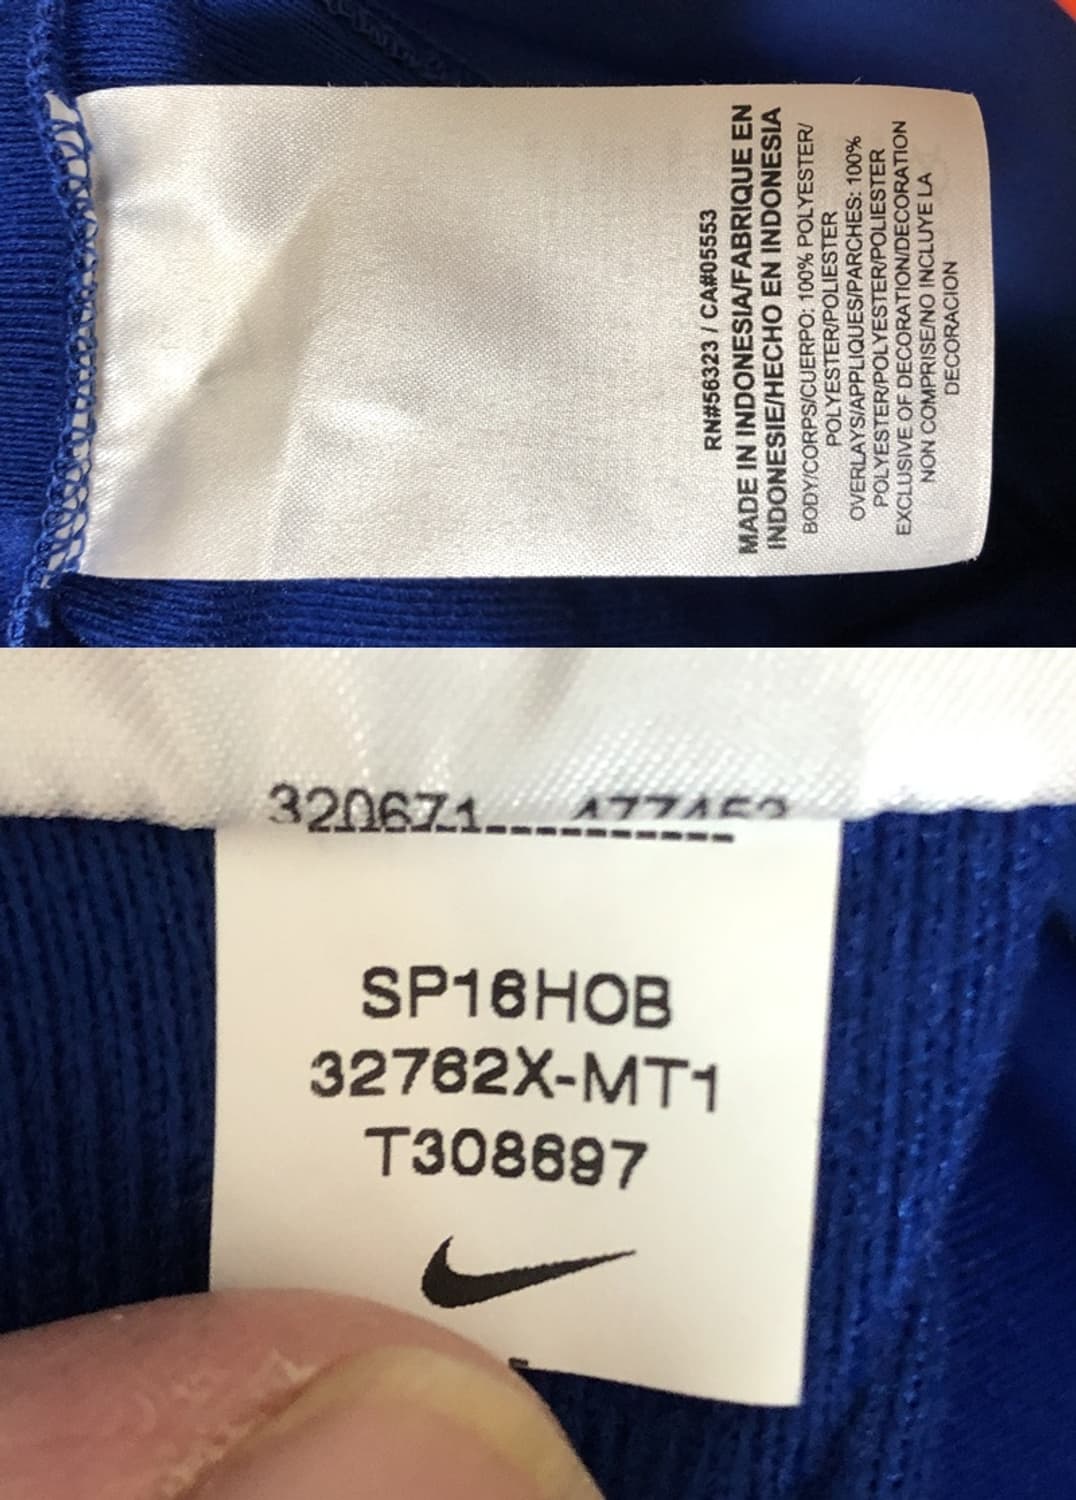 RN#56323 / CA#05553
MADE IN INDONESIA/FABRIQUE EN
INDONESIE/HECHO EN INDONESIA
BODY/CORPS/CUERPO: 100% POLYESTER/
POLYESTER/POLIESTER
OVERLAYS/APPLIQUES/PARCHES: 100%
POLYESTER/POLYESTER/POLIESTER
EXCLUSIVE OF DECORATION/DECORATION
NON COMPRISE/NO INCLUYE LA
DECORACION
320671
SP16HOB
32762X-MT1
T308697